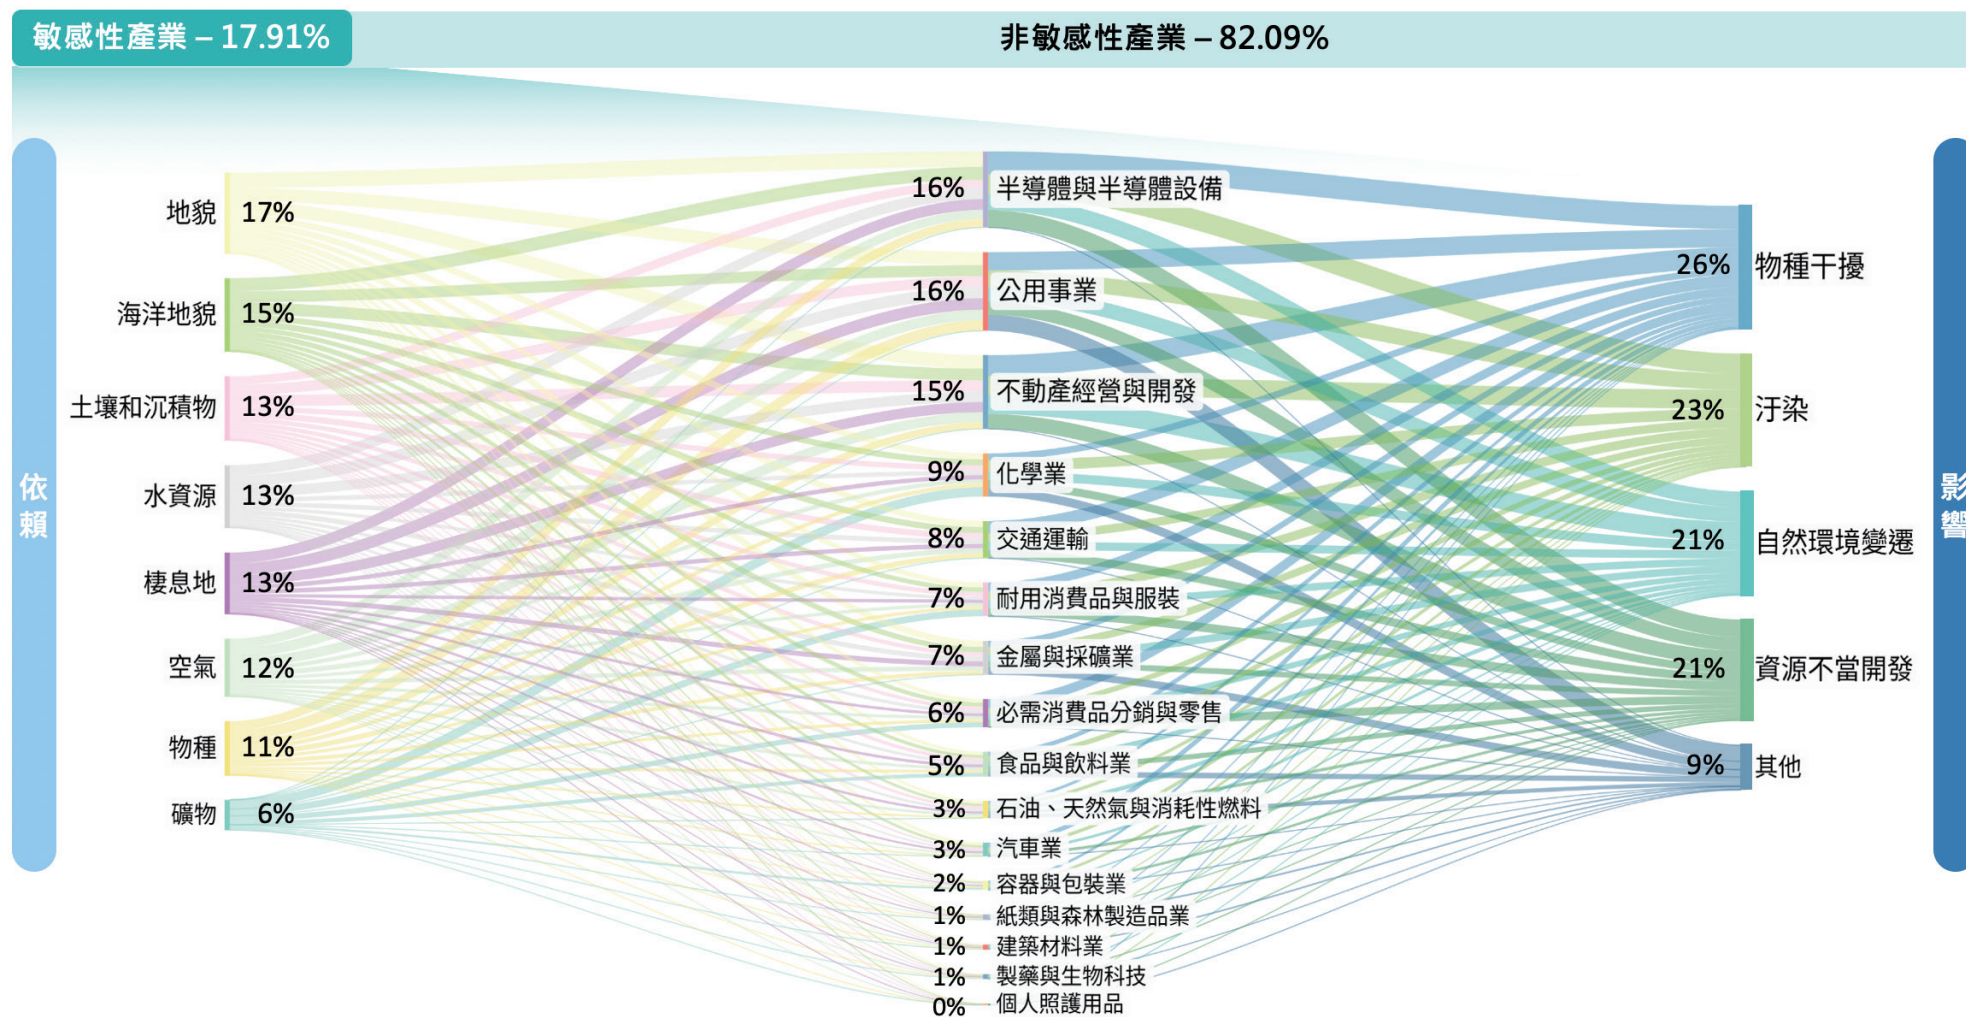 敏感性產業 – 17.91%
非敏感性產業 – 82.09%
依
賴
地貌 17%
海洋地貌 15%
土壤和沉積物 13%
水資源 13%
棲息地 13%
空氣 12%
物種 11%
礦物 6%
16% 半導體與半導體設備
16% 公用事業
15% 不動產經營與開發
9% 化學業
8% 交通運輸
7% 耐用消費品與服裝
7% 金屬與採礦業
6% 必需消費品分銷與零售
5% 食品與飲料業
3% 石油、天然氣與消耗性燃料
3% 汽車業
2% 容器與包裝業
1% 紙類與森林製造品業
1% 建築材料業
1% 製藥與生物科技
0% 個人照護用品
26% 物種干擾
23% 汙染
21% 自然環境變遷
21% 資源不當開發
9% 其他
影
響